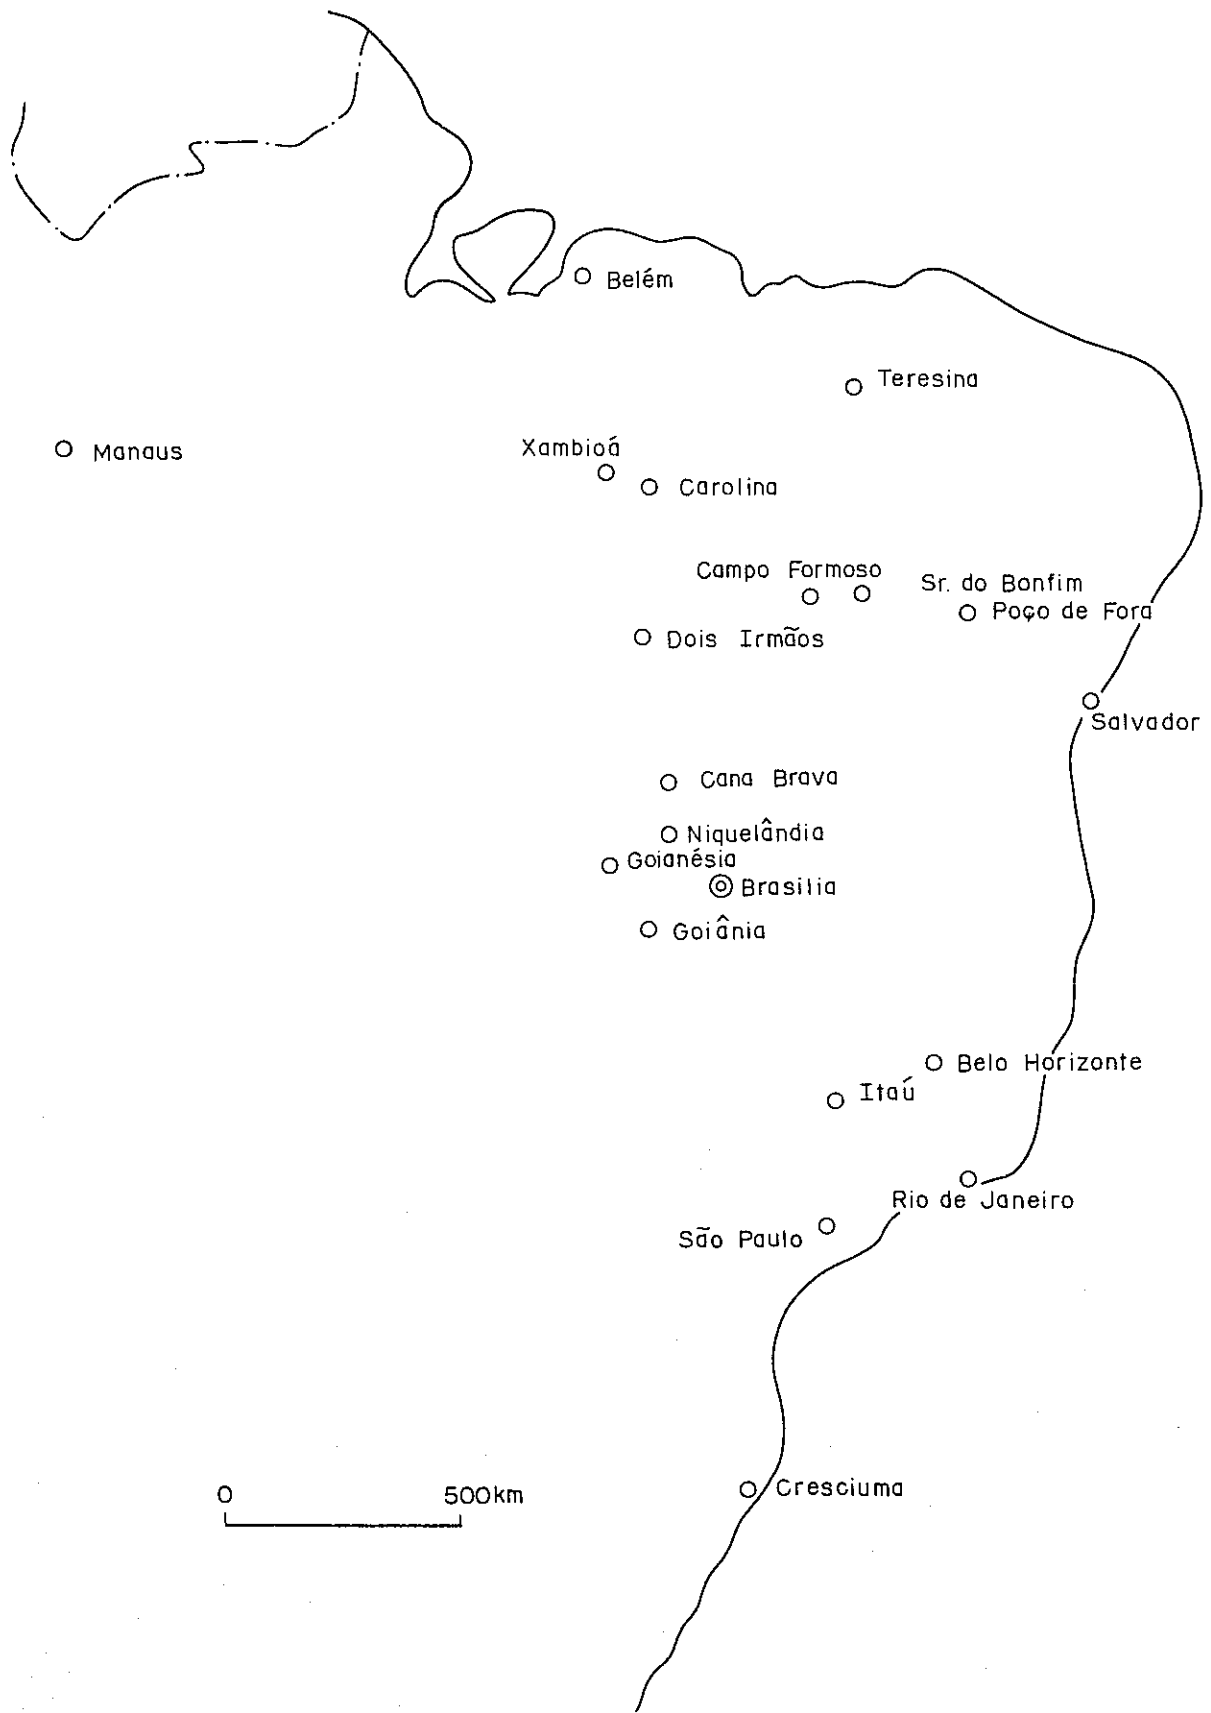 Belém
Teresina
Manaus
Xambioá
Carolina
Campo Formoso
Sr. do Bonfim
Poço de Fora
Dois Irmãos
Salvador
Cana Brava
Niquelândia
Goianésia
Brasilia
Goiânia
Belo Horizonte
Itaú
Rio de Janeiro
São Paulo
Cresciuma
0 500km